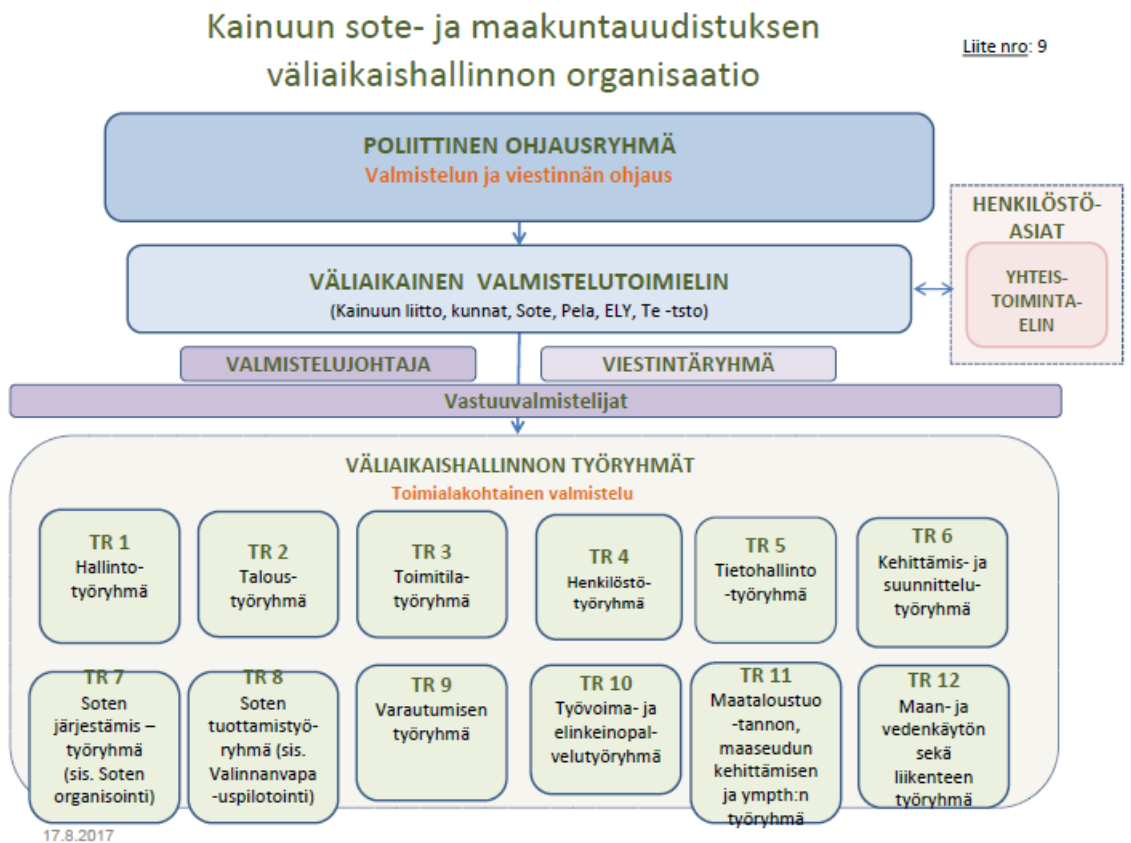 Kainuun sote- ja maakuntauudistuksen
väliaikaishallinnon organisaatio
Liite nro: 9
POLIITTINEN OHJAUSRYHMÄ
Valmistelun ja viestinnän ohjaus
HENKILÖSTÖ-
ASIAT
YHTEIS-
TOIMINTA-
ELIN
VÄLIAIKAINEN VALMISTELUTOIMIELIN
(Kainuun liitto, kunnat, Sote, Pela, ELY, Te -tsto)
VALMISTELUJOHTAJA
VIESTINTÄRYHMÄ
Vastuuvalmistelijat
VÄLIAIKAISHALLINNON TYÖRYHMÄT
Toimialakohtainen valmistelu
TR 1
Hallinto-
työryhmä
TR 2
Talous-
työryhmä
TR 3
Toimitila-
työryhmä
TR 4
Henkilöstö-
työryhmä
TR 5
Tietohallinto
-työryhmä
TR 6
Kehittämis- ja
suunnittelu-
työryhmä
TR 7
Soten
järjestämis –
työryhmä
(sis. Soten
organisointi)
TR 8
Soten
tuottamistyö-
ryhmä (sis.
Valinnanvapa
-uspilotointi)
TR 9
Varautumisen
työryhmä
TR 10
Työvoima- ja
elinkeinopal-
velutyöryhmä
TR 11
Maataloustuo
-tannon,
maaseudun
kehittämisen
ja ympth:n
työryhmä
TR 12
Maan- ja
vedenkäytön
sekä
liikenteen
työryhmä
17.8.2017